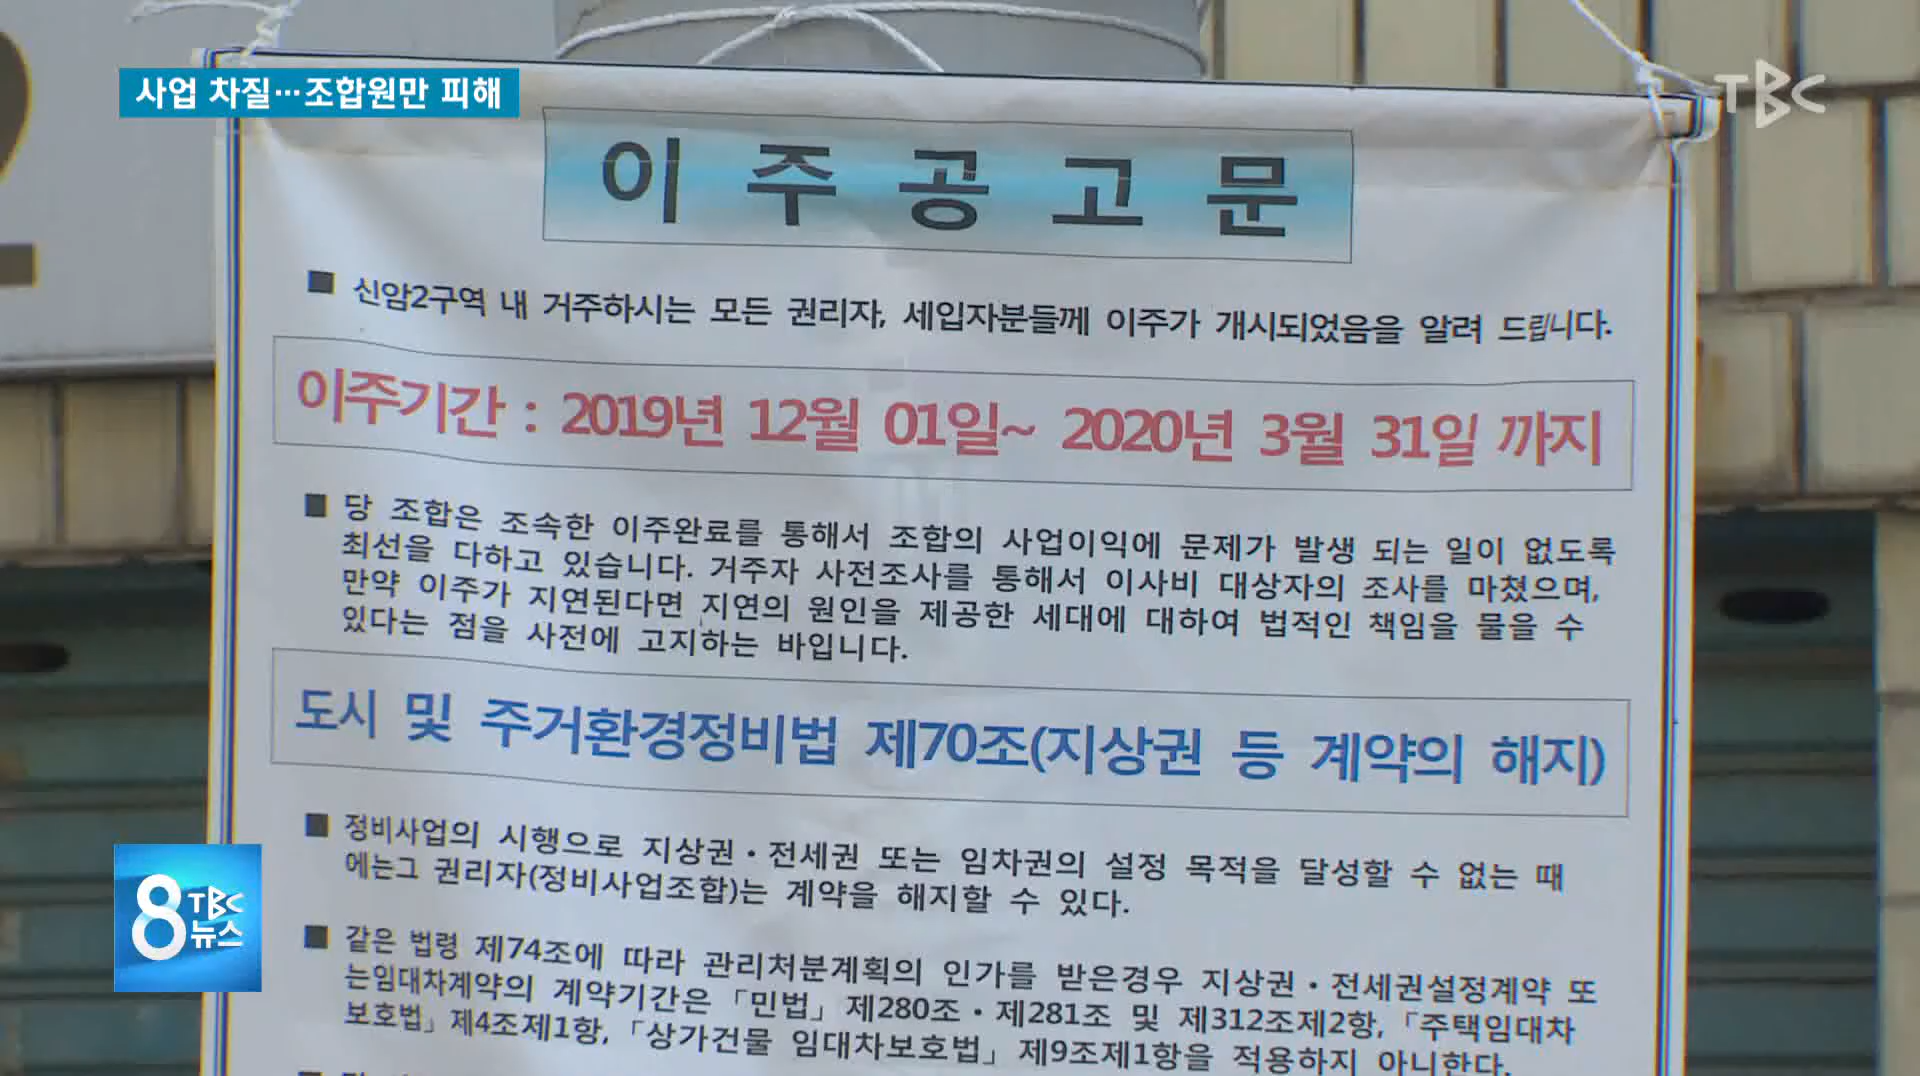 사업 차질…조합원만 피해
TBC
이주공고문
■ 신암2구역 내 거주하시는 모든 권리자, 세입자분들께 이주가 개시되었음을 알려 드립니다.
이주기간 : 2019년 12월 01일~ 2020년 3월 31일 까지
■ 당 조합은 조속한 이주완료를 통해서 조합의 사업이익에 문제가 발생 되는 일이 없도록
최선을 다하고 있습니다. 거주자 사전조사를 통해서 이사비 대상자의 조사를 마쳤으며,
만약 이주가 지연된다면 지연의 원인을 제공한 세대에 대하여 법적인 책임을 물을 수
있다는 점을 사전에 고지하는 바입니다.
도시 및 주거환경정비법 제70조(지상권 등 계약의 해지)
■ 정비사업의 시행으로 지상권·전세권 또는 임차권의 설정 목적을 달성할 수 없는 때
에는그 권리자(정비사업조합)는 계약을 해지할 수 있다.
■ 같은 법령 제74조에 따라 관리처분계획의 인가를 받은경우 지상권·전세권설정계약 또
는임대차계약의 계약기간은 「민법」 제280조·제281조 및 제312조제2항, 「주택임대차
보호법」 제4조제1항, 「상가건물 임대차보호법」 제9조제1항을 적용하지 아니한다.
8 TBC
뉴스